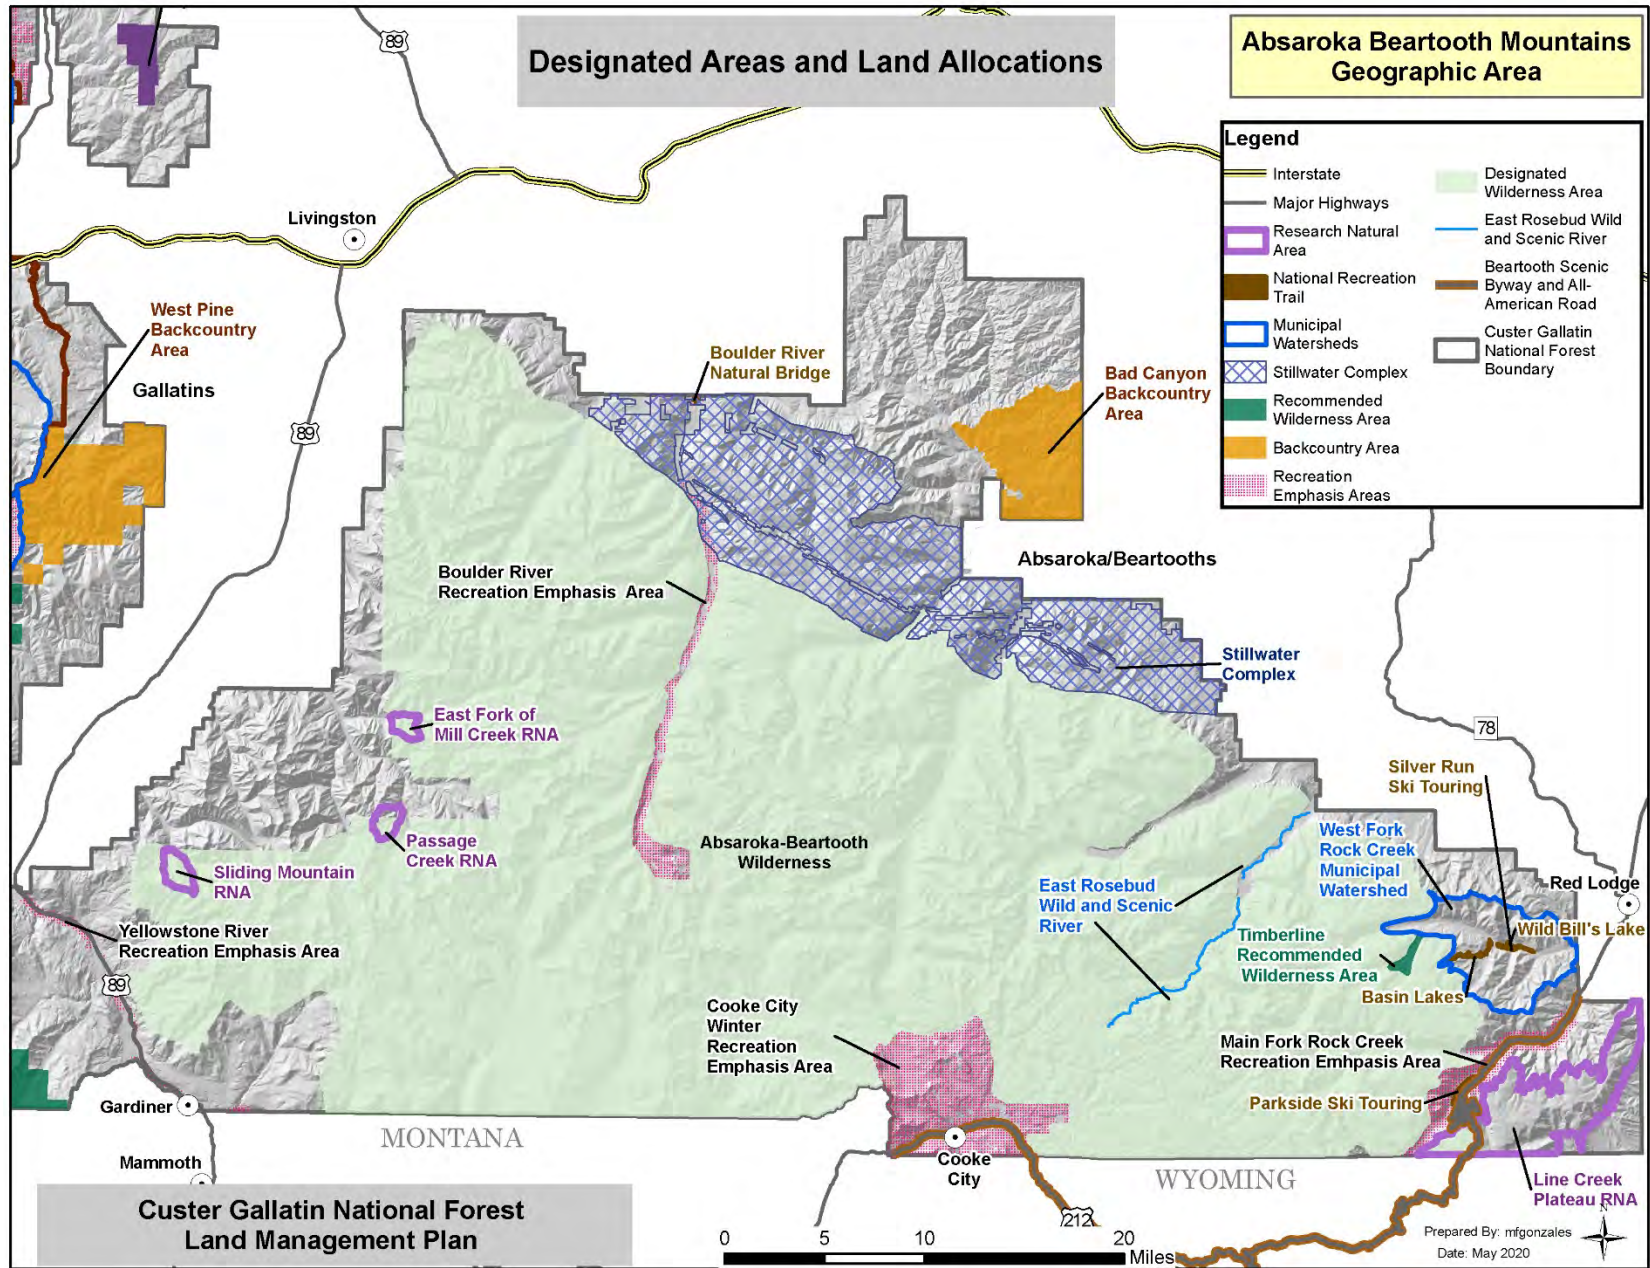 Designated Areas and Land Allocations
Absaroka Beartooth Mountains
Geographic Area
Legend
Interstate
Major Highways
Research Natural
Area
National Recreation
Trail
Municipal
Watersheds
Stillwater Complex
Recommended
Wilderness Area
Backcountry Area
Recreation
Emphasis Areas
Designated
Wilderness Area
East Rosebud Wild
and Scenic River
Beartooth Scenic
Byway and All-
American Road
Custer Gallatin
National Forest
Boundary
89
Livingston
West Pine
Backcountry
Area
Gallatins
89
Boulder River
Natural Bridge
Bad Canyon
Backcountry
Area
Boulder River
Recreation Emphasis Area
Absaroka/Beartooths
Stillwater
Complex
East Fork of
Mill Creek RNA
78
Silver Run
Ski Touring
Passage
Creek RNA
Absaroka-Beartooth
Wilderness
West Fork
Rock Creek
Municipal
Watershed
Sliding Mountain
RNA
Red Lodge
East Rosebud
Wild and Scenic
River
Wild Bill's Lake
Yellowstone River
Recreation Emphasis Area
Timberline
Recommended
Wilderness Area
89
Basin Lakes
Cooke City
Winter
Recreation
Emphasis Area
Main Fork Rock Creek
Recreation Emhpasis Area
Gardiner
Parkside Ski Touring
MONTANA
Mammoth
Cooke
City
WYOMING
Line Creek
Plateau RNA
212
Custer Gallatin National Forest
Land Management Plan
0 5 10 20
Miles
N
Prepared By: mfgonzales
Date: May 2020